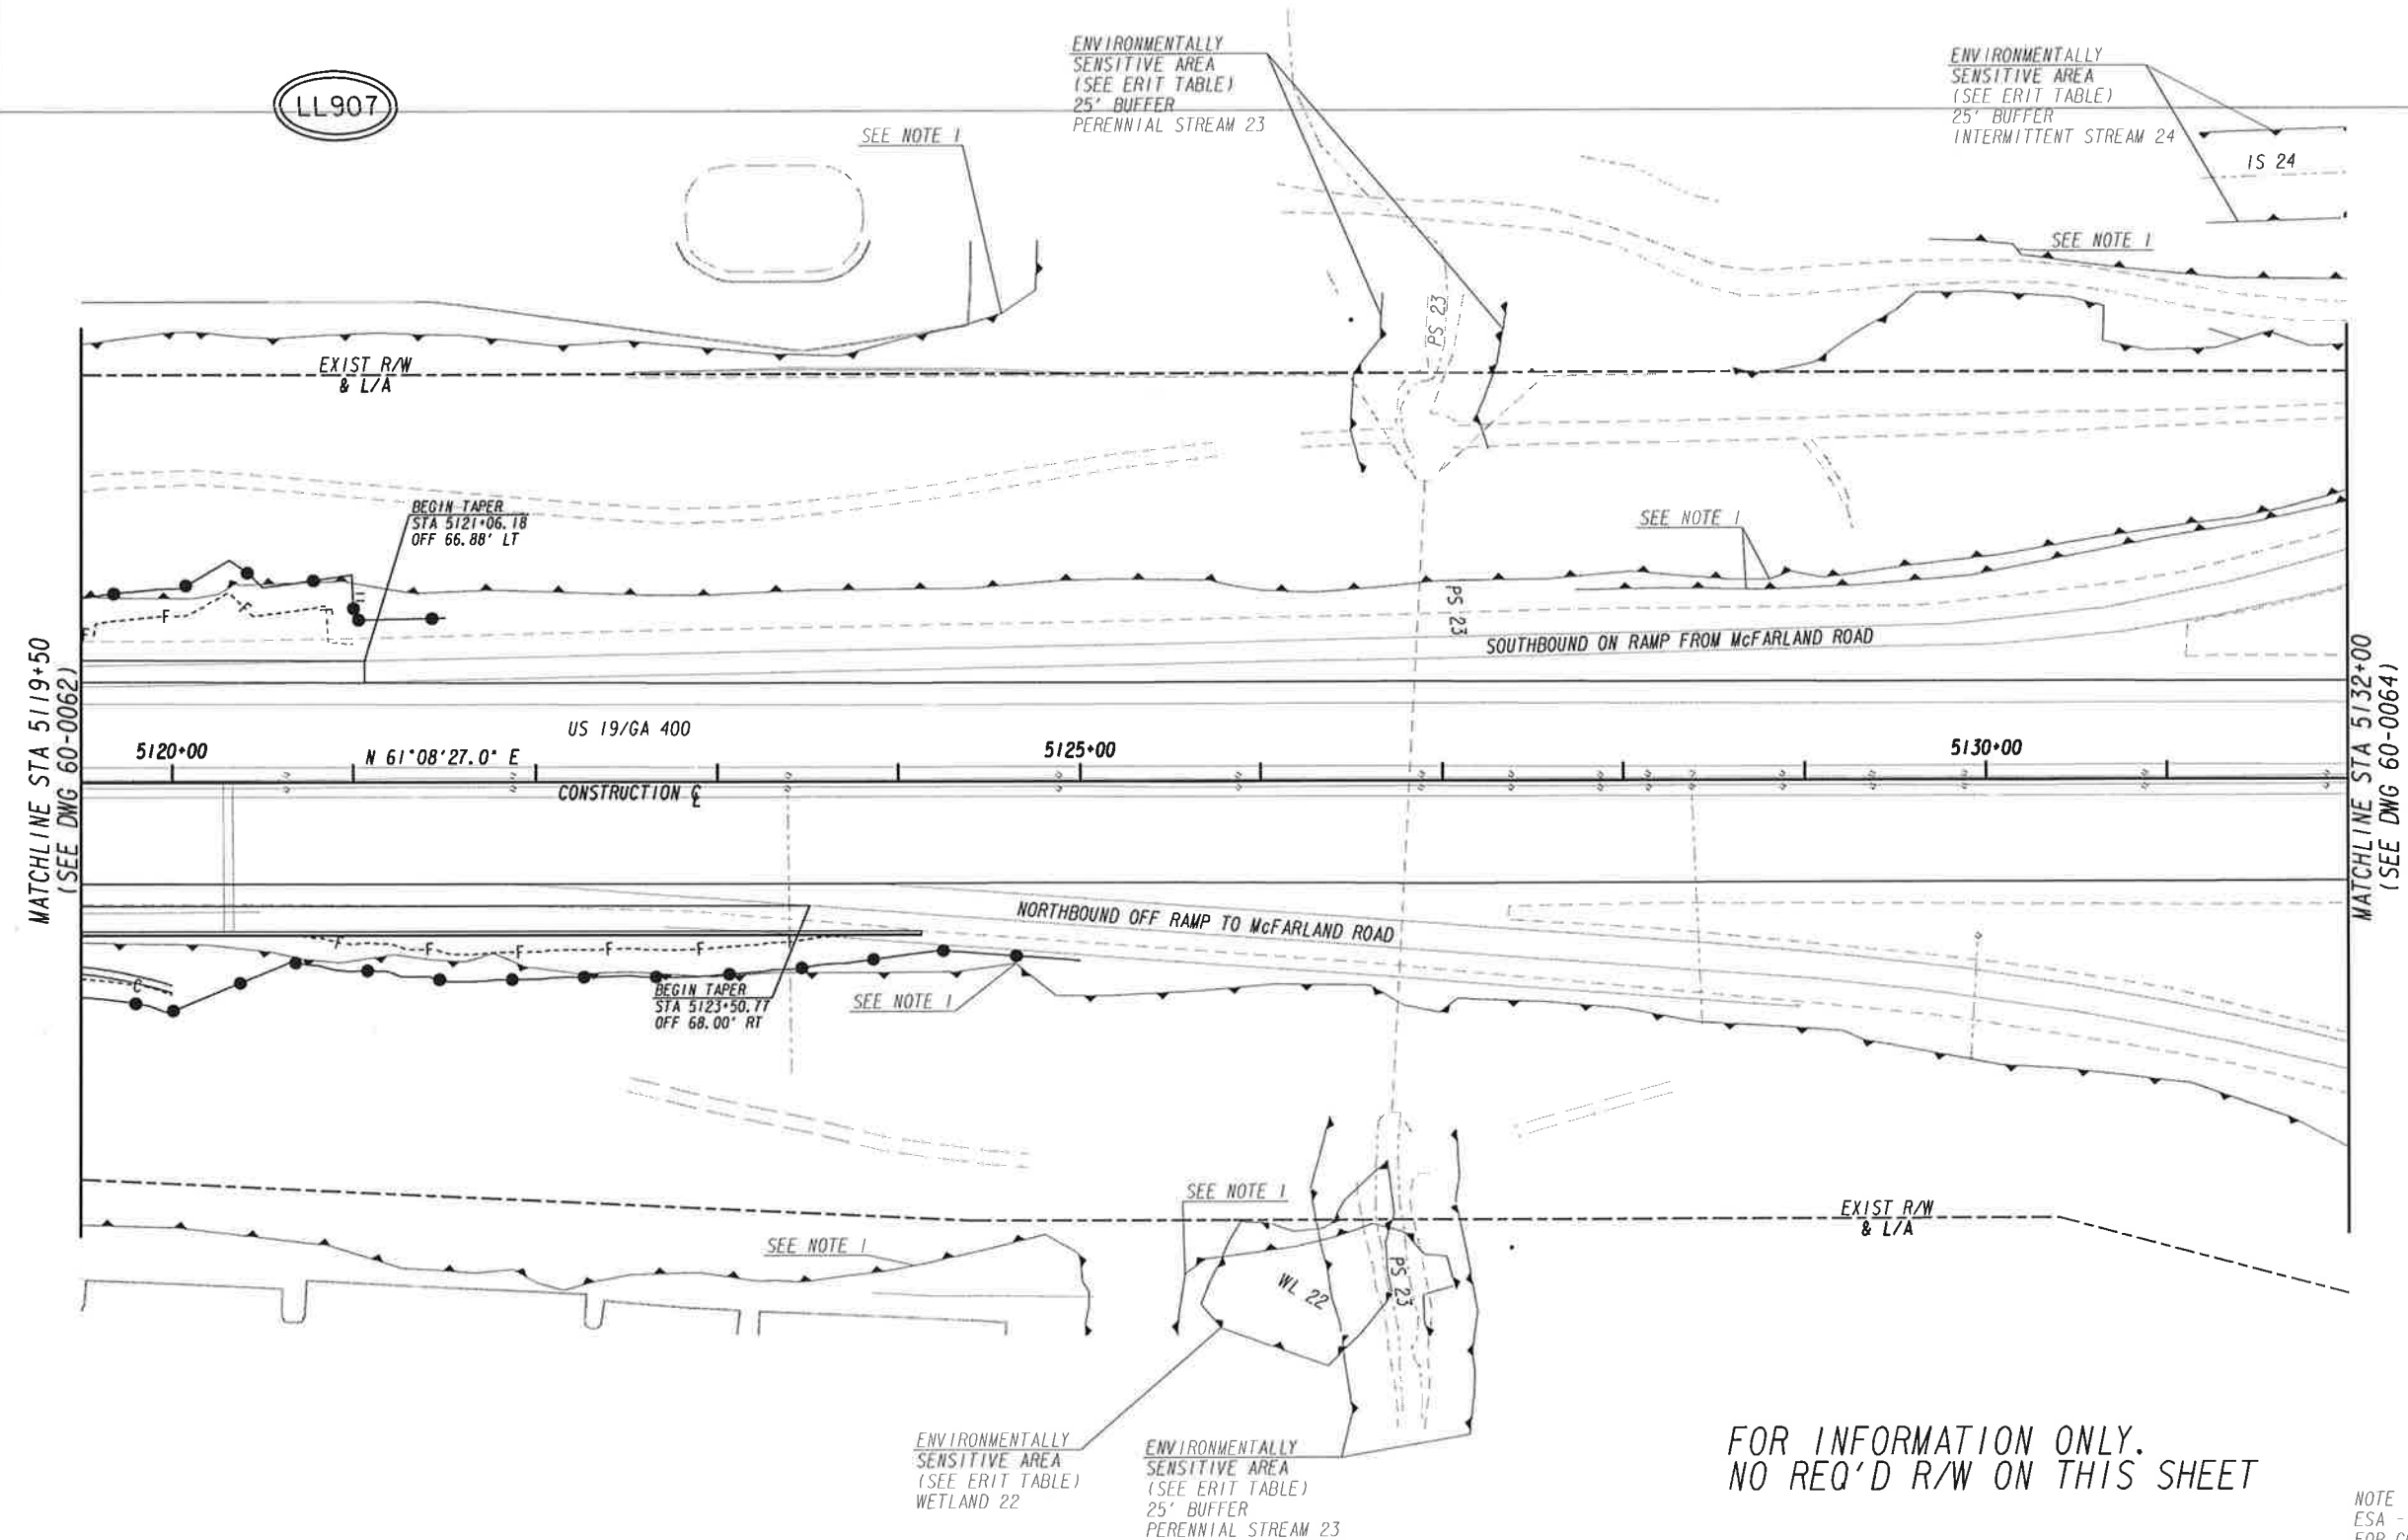 LL907
ENVIRONMENTALLY
SENSITIVE AREA
(SEE ERIT TABLE)
25' BUFFER
PERENNIAL STREAM 23
ENVIRONMENTALLY
SENSITIVE AREA
(SEE ERIT TABLE)
25' BUFFER
INTERMITTENT STREAM 24
SEE NOTE 1
IS 24
SEE NOTE 1
PS 23
EXIST R/W
& L/A
BEGIN TAPER
STA 5121+06.18
OFF 66.88' LT
SEE NOTE 1
F
F
F
PS 23
SOUTHBOUND ON RAMP FROM McFARLAND ROAD
MATCHLINE STA 5119+50
(SEE DWG 60-0062)
MATCHLINE STA 5132+00
(SEE DWG 60-0064)
US 19/GA 400
5120+00
N 61°08'27.0" E
5125+00
5130+00
CONSTRUCTION ℄
NORTHBOUND OFF RAMP TO McFARLAND ROAD
F
F
F
F
F
C
BEGIN TAPER
STA 5123+50.77
OFF 68.00' RT
SEE NOTE 1
SEE NOTE 1
EXIST R/W
& L/A
SEE NOTE 1
WL 22
PS 23
ENVIRONMENTALLY
SENSITIVE AREA
(SEE ERIT TABLE)
WETLAND 22
ENVIRONMENTALLY
SENSITIVE AREA
(SEE ERIT TABLE)
25' BUFFER
PERENNIAL STREAM 23
FOR INFORMATION ONLY.
NO REQ'D R/W ON THIS SHEET
NOTE
ESA -
FOR